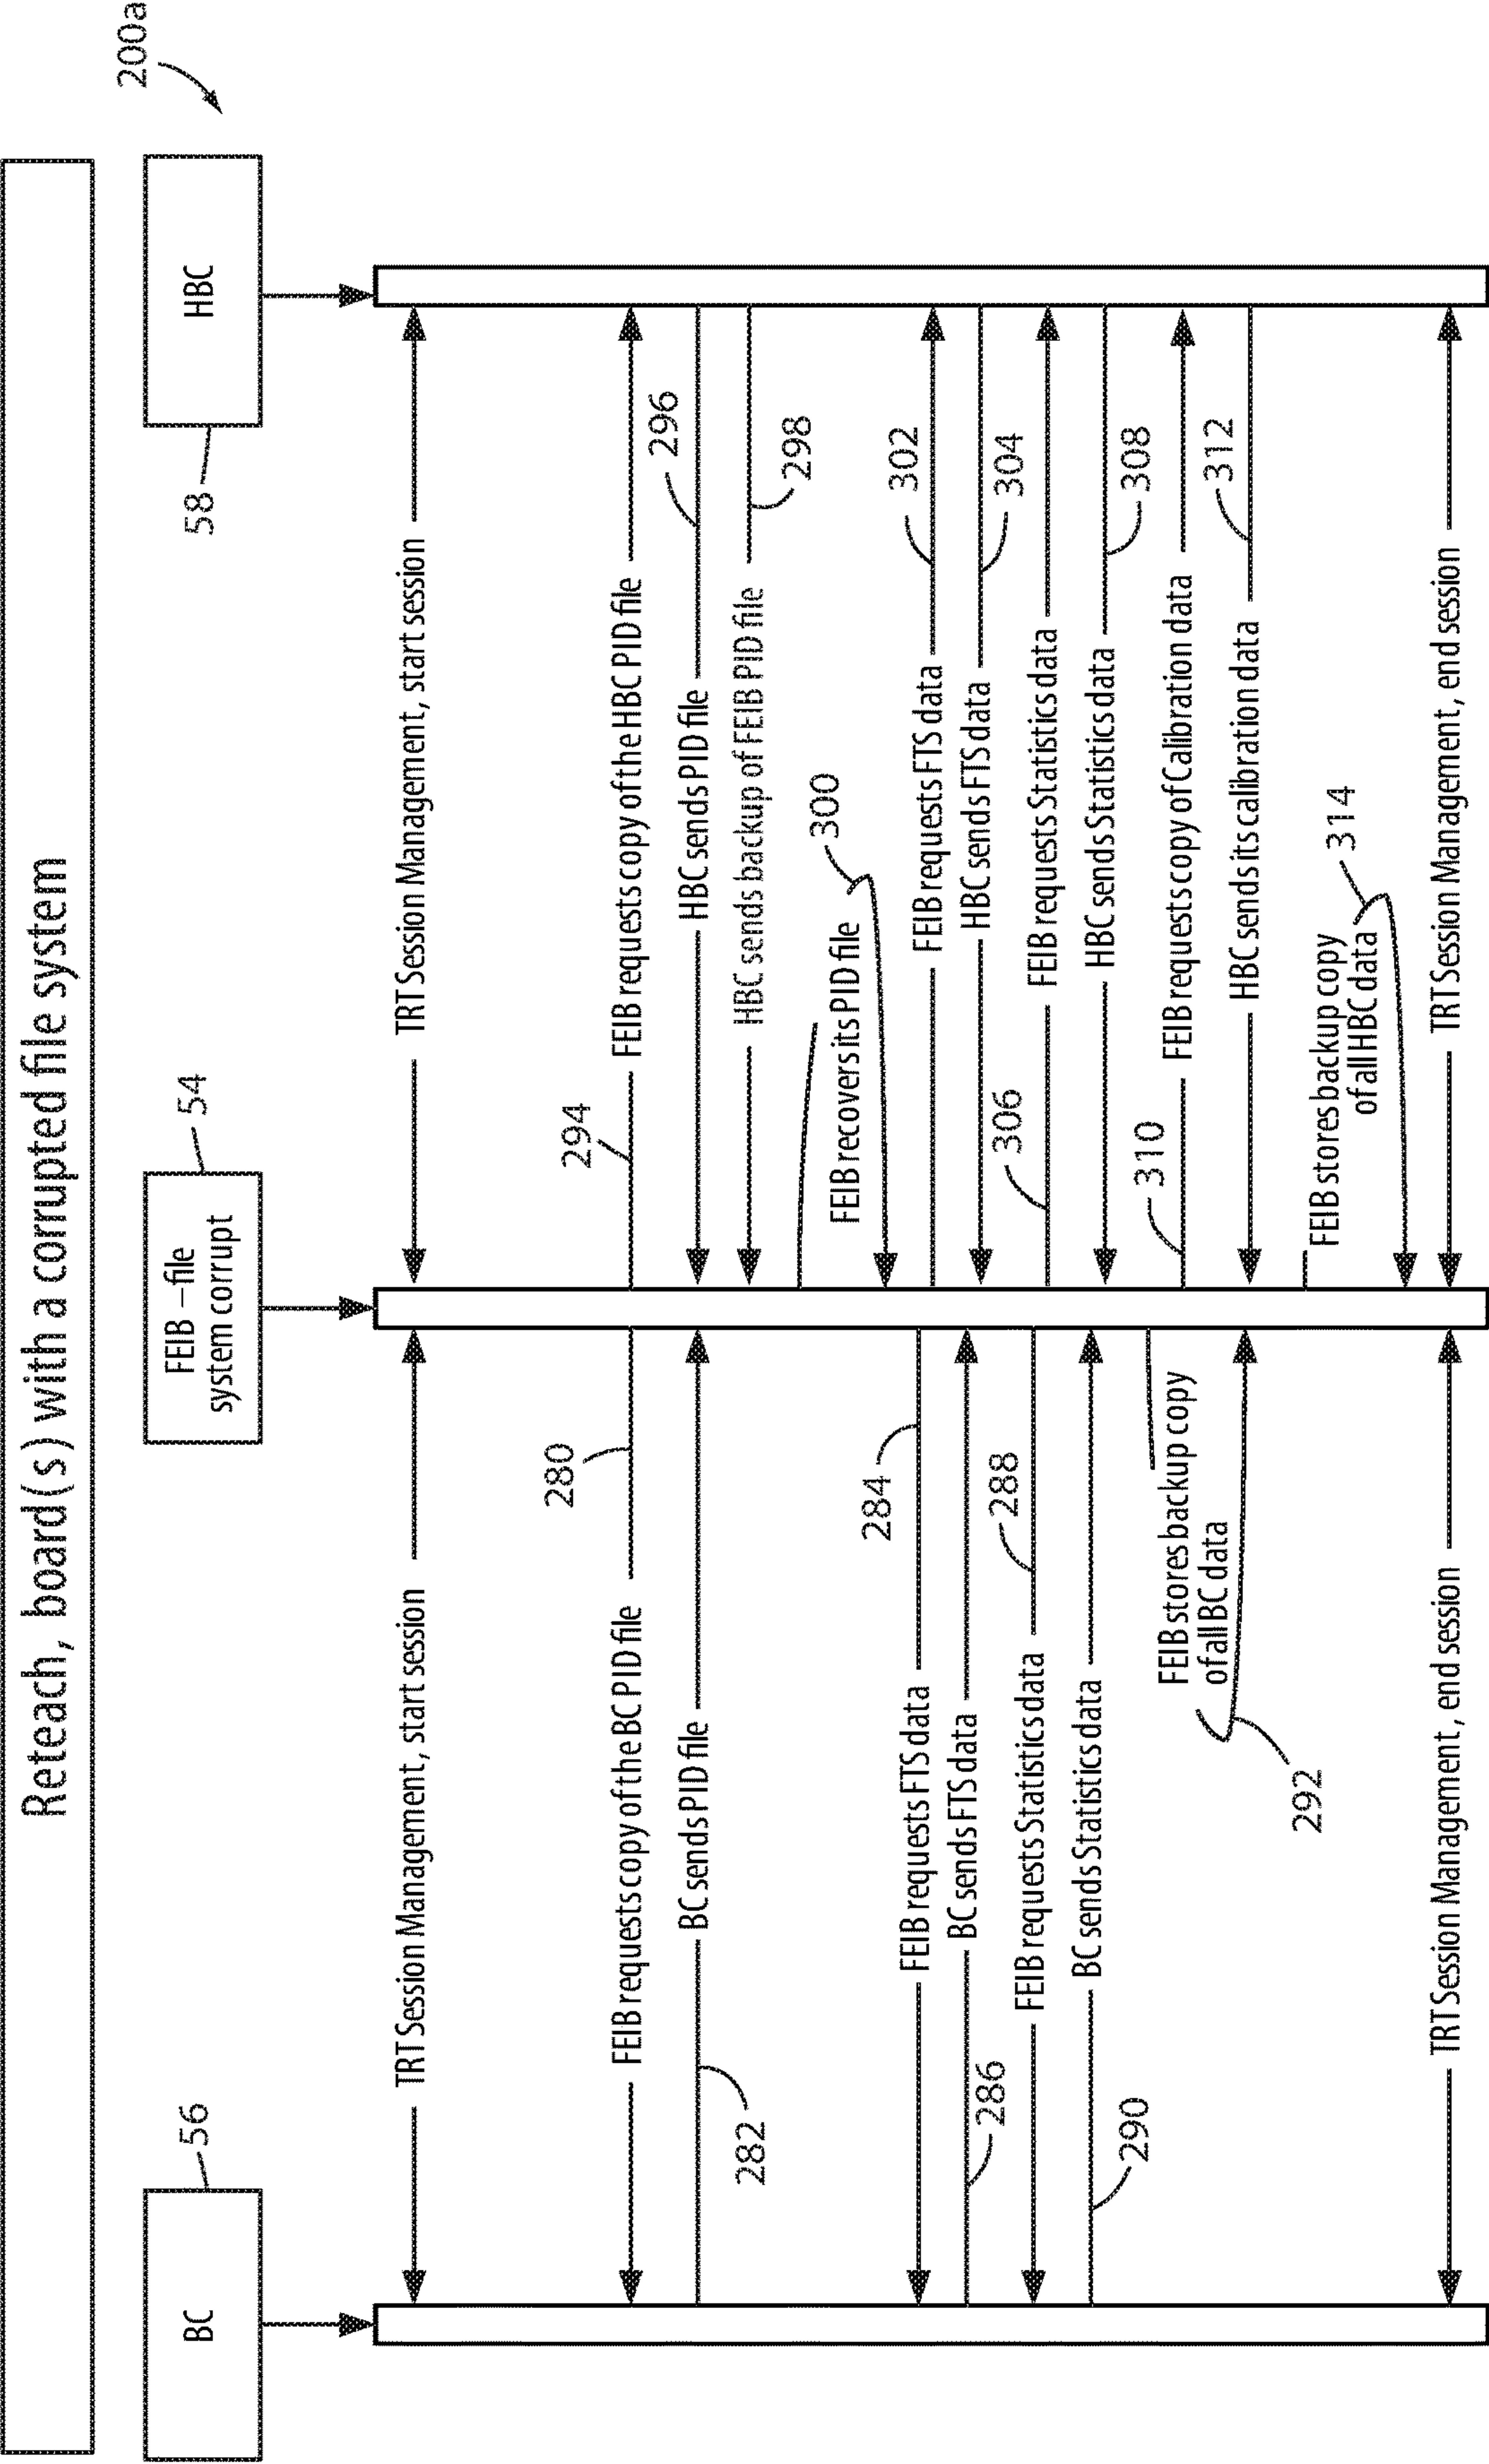 Reteach, board(s) with a corrupted file system
200a
BC
56
FEIB –file
system corrupt
54
HBC
58
TRT Session Management, start session
TRT Session Management, start session
FEIB requests copy of the BC PID file
280
294
FEIB requests copy of the HBC PID file
282
BC sends PID file
HBC sends PID file
296
HBC sends backup of FEIB PID file
298
FEIB recovers its PID file
300
FEIB requests FTS data
284
FEIB requests FTS data
302
286
BC sends FTS data
HBC sends FTS data
304
FEIB requests Statistics data
288
306
FEIB requests Statistics data
290
BC sends Statistics data
HBC sends Statistics data
308
FEIB stores backup copy
of all BC data
292
310
FEIB requests copy of Calibration data
HBC sends its calibration data
312
FEIB stores backup copy
of all HBC data
314
TRT Session Management, end session
TRT Session Management, end session